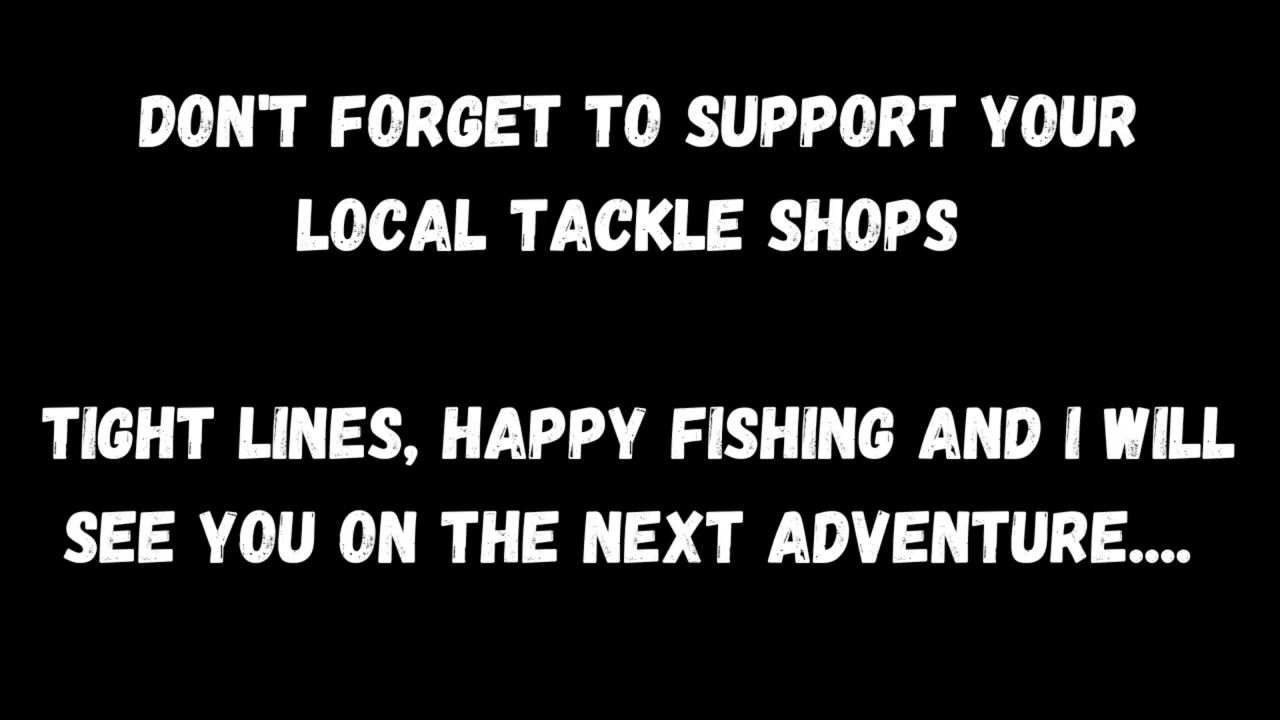 DON'T FORGET TO SUPPORT YOUR
LOCAL TACKLE SHOPS
TIGHT LINES, HAPPY FISHING AND I WILL
SEE YOU ON THE NEXT ADVENTURE....